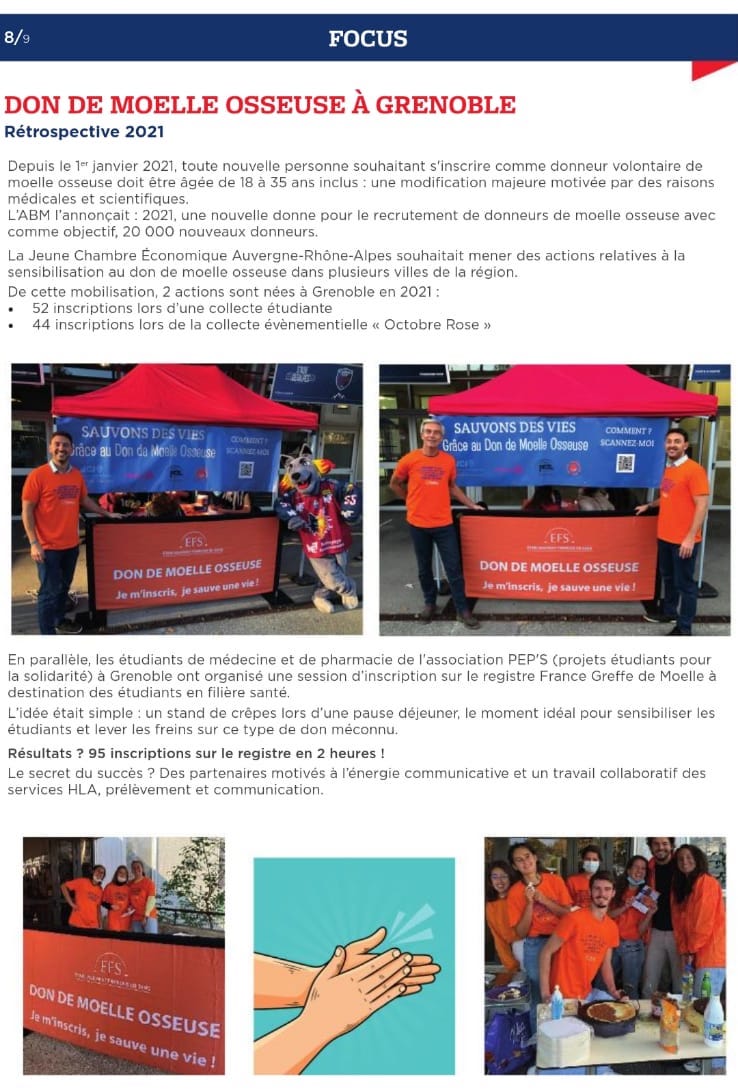 8/9
FOCUS
DON DE MOELLE OSSEUSE À GRENOBLE
Rétrospective 2021
Depuis le 1er janvier 2021, toute nouvelle personne souhaitant s'inscrire comme donneur volontaire de
moelle osseuse doit être âgée de 18 à 35 ans inclus : une modification majeure motivée par des raisons
médicales et scientifiques.
L'ABM l'annonçait : 2021, une nouvelle donne pour le recrutement de donneurs de moelle osseuse avec
comme objectif, 20 000 nouveaux donneurs.
La Jeune Chambre Économique Auvergne-Rhône-Alpes souhaitait mener des actions relatives à la
sensibilisation au don de moelle osseuse dans plusieurs villes de la région.
De cette mobilisation, 2 actions sont nées à Grenoble en 2021 :
• 52 inscriptions lors d'une collecte étudiante
• 44 inscriptions lors de la collecte évènementielle « Octobre Rose »
SAUVONS DES VIES
Grâce au Don de Moelle Osseuse
COMMENT ?
SCANNEZ-MOI
EFS
DON DE MOELLE OSSEUSE
Je m'inscris, je sauve une vie !
SAUVONS DES VIES
Grâce au Don de Moelle Osseuse
COMMENT ?
SCANNEZ-MOI
EFS
DON DE MOELLE OSSEUSE
Je m'inscris, je sauve une vie !
En parallèle, les étudiants de médecine et de pharmacie de l'association PEP'S (projets étudiants pour
la solidarité) à Grenoble ont organisé une session d'inscription sur le registre France Greffe de Moelle à
destination des étudiants en filière santé.
L'idée était simple : un stand de crêpes lors d'une pause déjeuner, le moment idéal pour sensibiliser les
étudiants et lever les freins sur ce type de don méconnu.
Résultats ? 95 inscriptions sur le registre en 2 heures !
Le secret du succès ? Des partenaires motivés à l'énergie communicative et un travail collaboratif des
services HLA, prélèvement et communication.
EFS
DON DE MOELLE OSSEUSE
Je m'inscris, je sauve une vie !